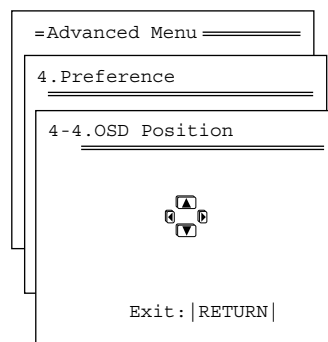 =Advanced Menu
4.Preference
4-4.OSD Position
Exit:|RETURN|